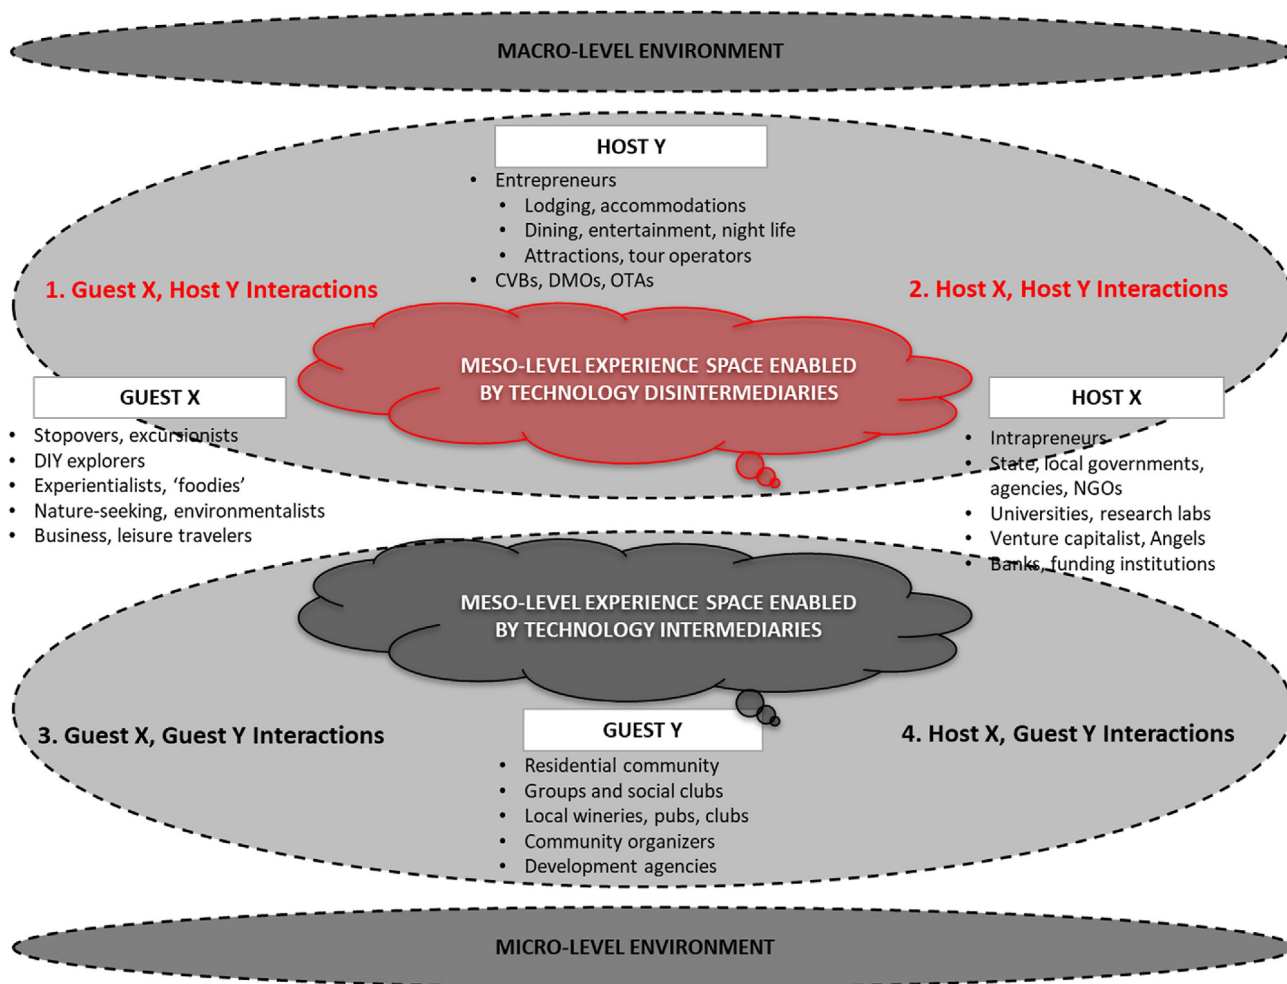 MACRO-LEVEL ENVIRONMENT
HOST Y
• Entrepreneurs
• Lodging, accommodations
• Dining, entertainment, night life
• Attractions, tour operators
• CVBs, DMOs, OTAs
1. Guest X, Host Y Interactions
2. Host X, Host Y Interactions
MESO-LEVEL EXPERIENCE SPACE ENABLED
BY TECHNOLOGY DISINTERMEDIARIES
GUEST X
• Stopovers, excursionists
• DIY explorers
• Experientialists, ‘foodies’
• Nature-seeking, environmentalists
• Business, leisure travelers
HOST X
• Intrapreneurs
• State, local governments,
agencies, NGOs
• Universities, research labs
• Venture capitalist, Angels
• Banks, funding institutions
MESO-LEVEL EXPERIENCE SPACE ENABLED
BY TECHNOLOGY INTERMEDIARIES
3. Guest X, Guest Y Interactions
4. Host X, Guest Y Interactions
GUEST Y
• Residential community
• Groups and social clubs
• Local wineries, pubs, clubs
• Community organizers
• Development agencies
MICRO-LEVEL ENVIRONMENT